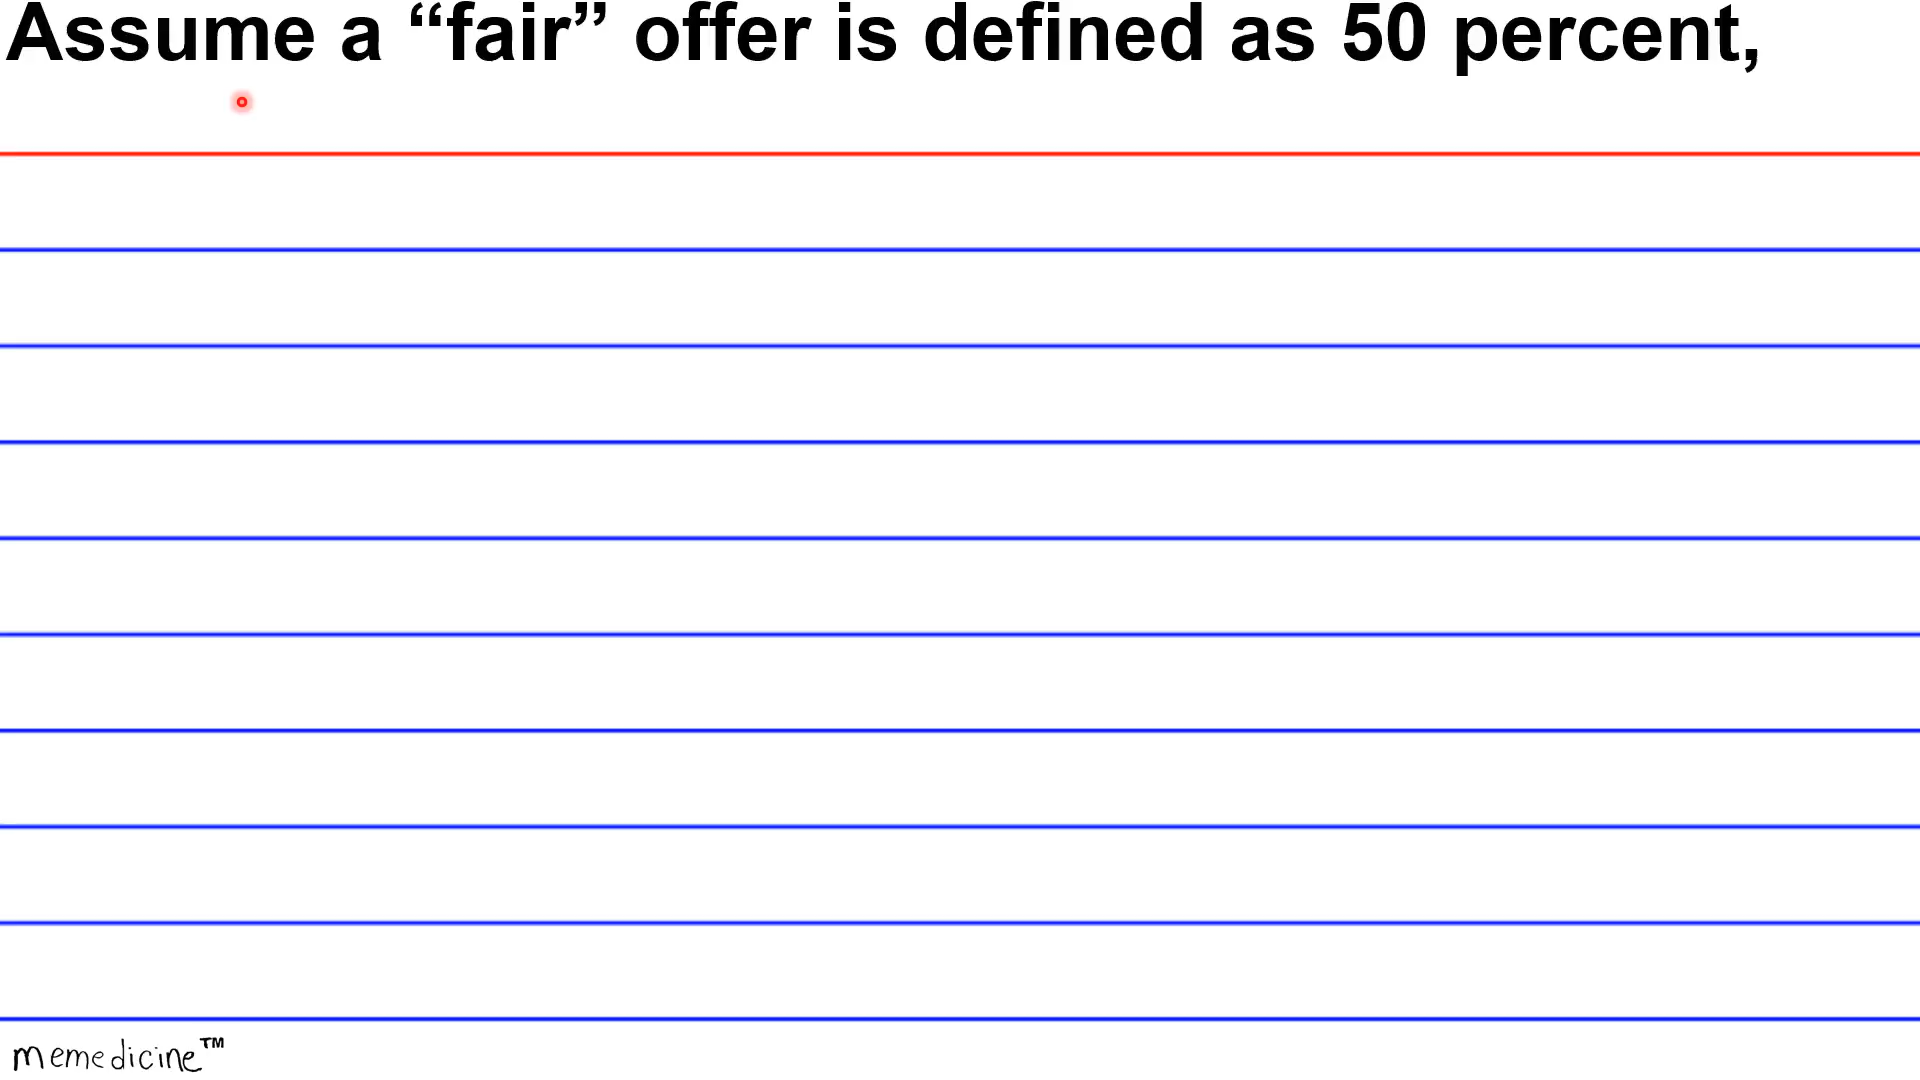 Assume a “fair” offer is defined as 50 percent,
memedicine™